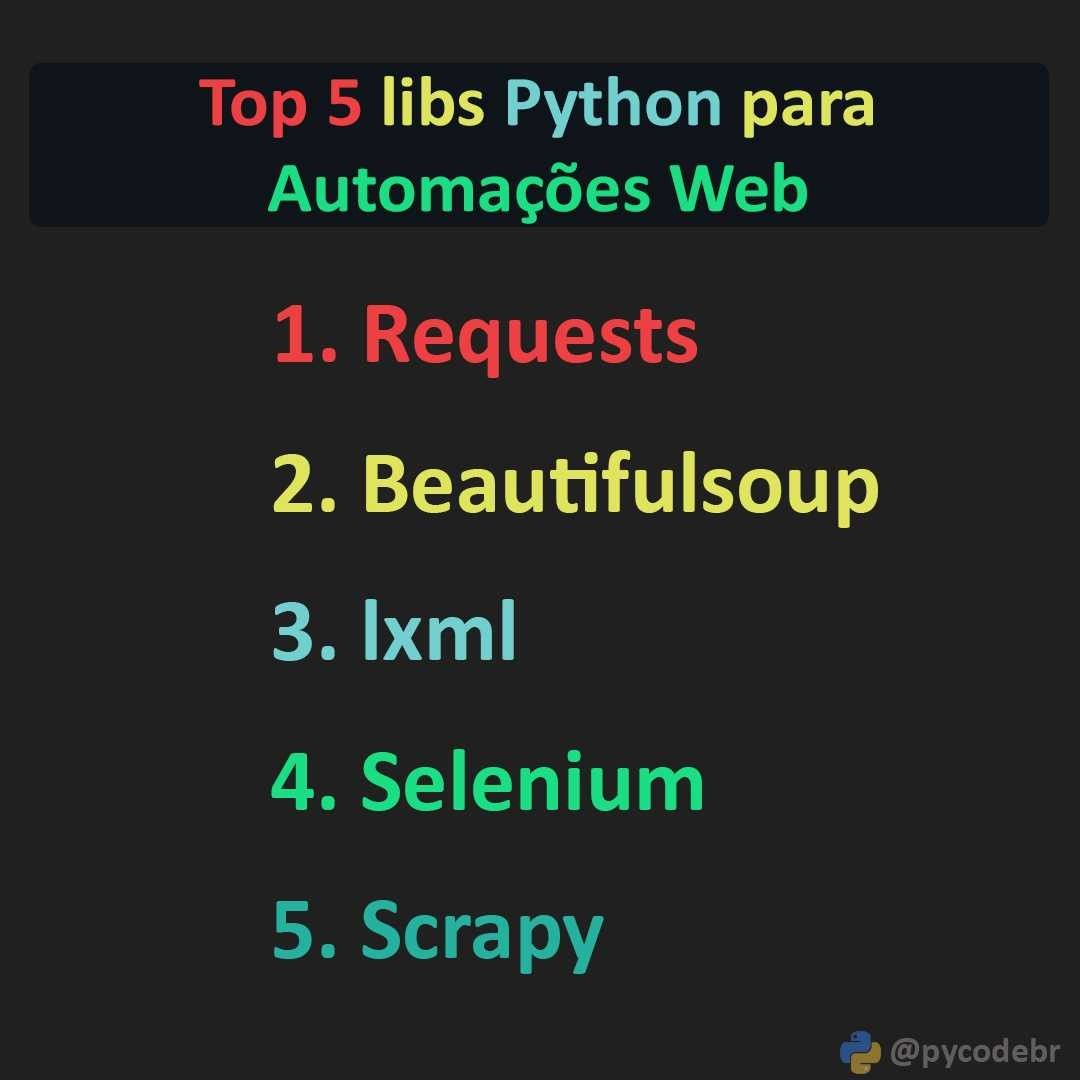 Top 5 libs Python para
Automações Web
1. Requests
2. Beautifulsoup
3. lxml
4. Selenium
5. Scrapy
@pycodebr